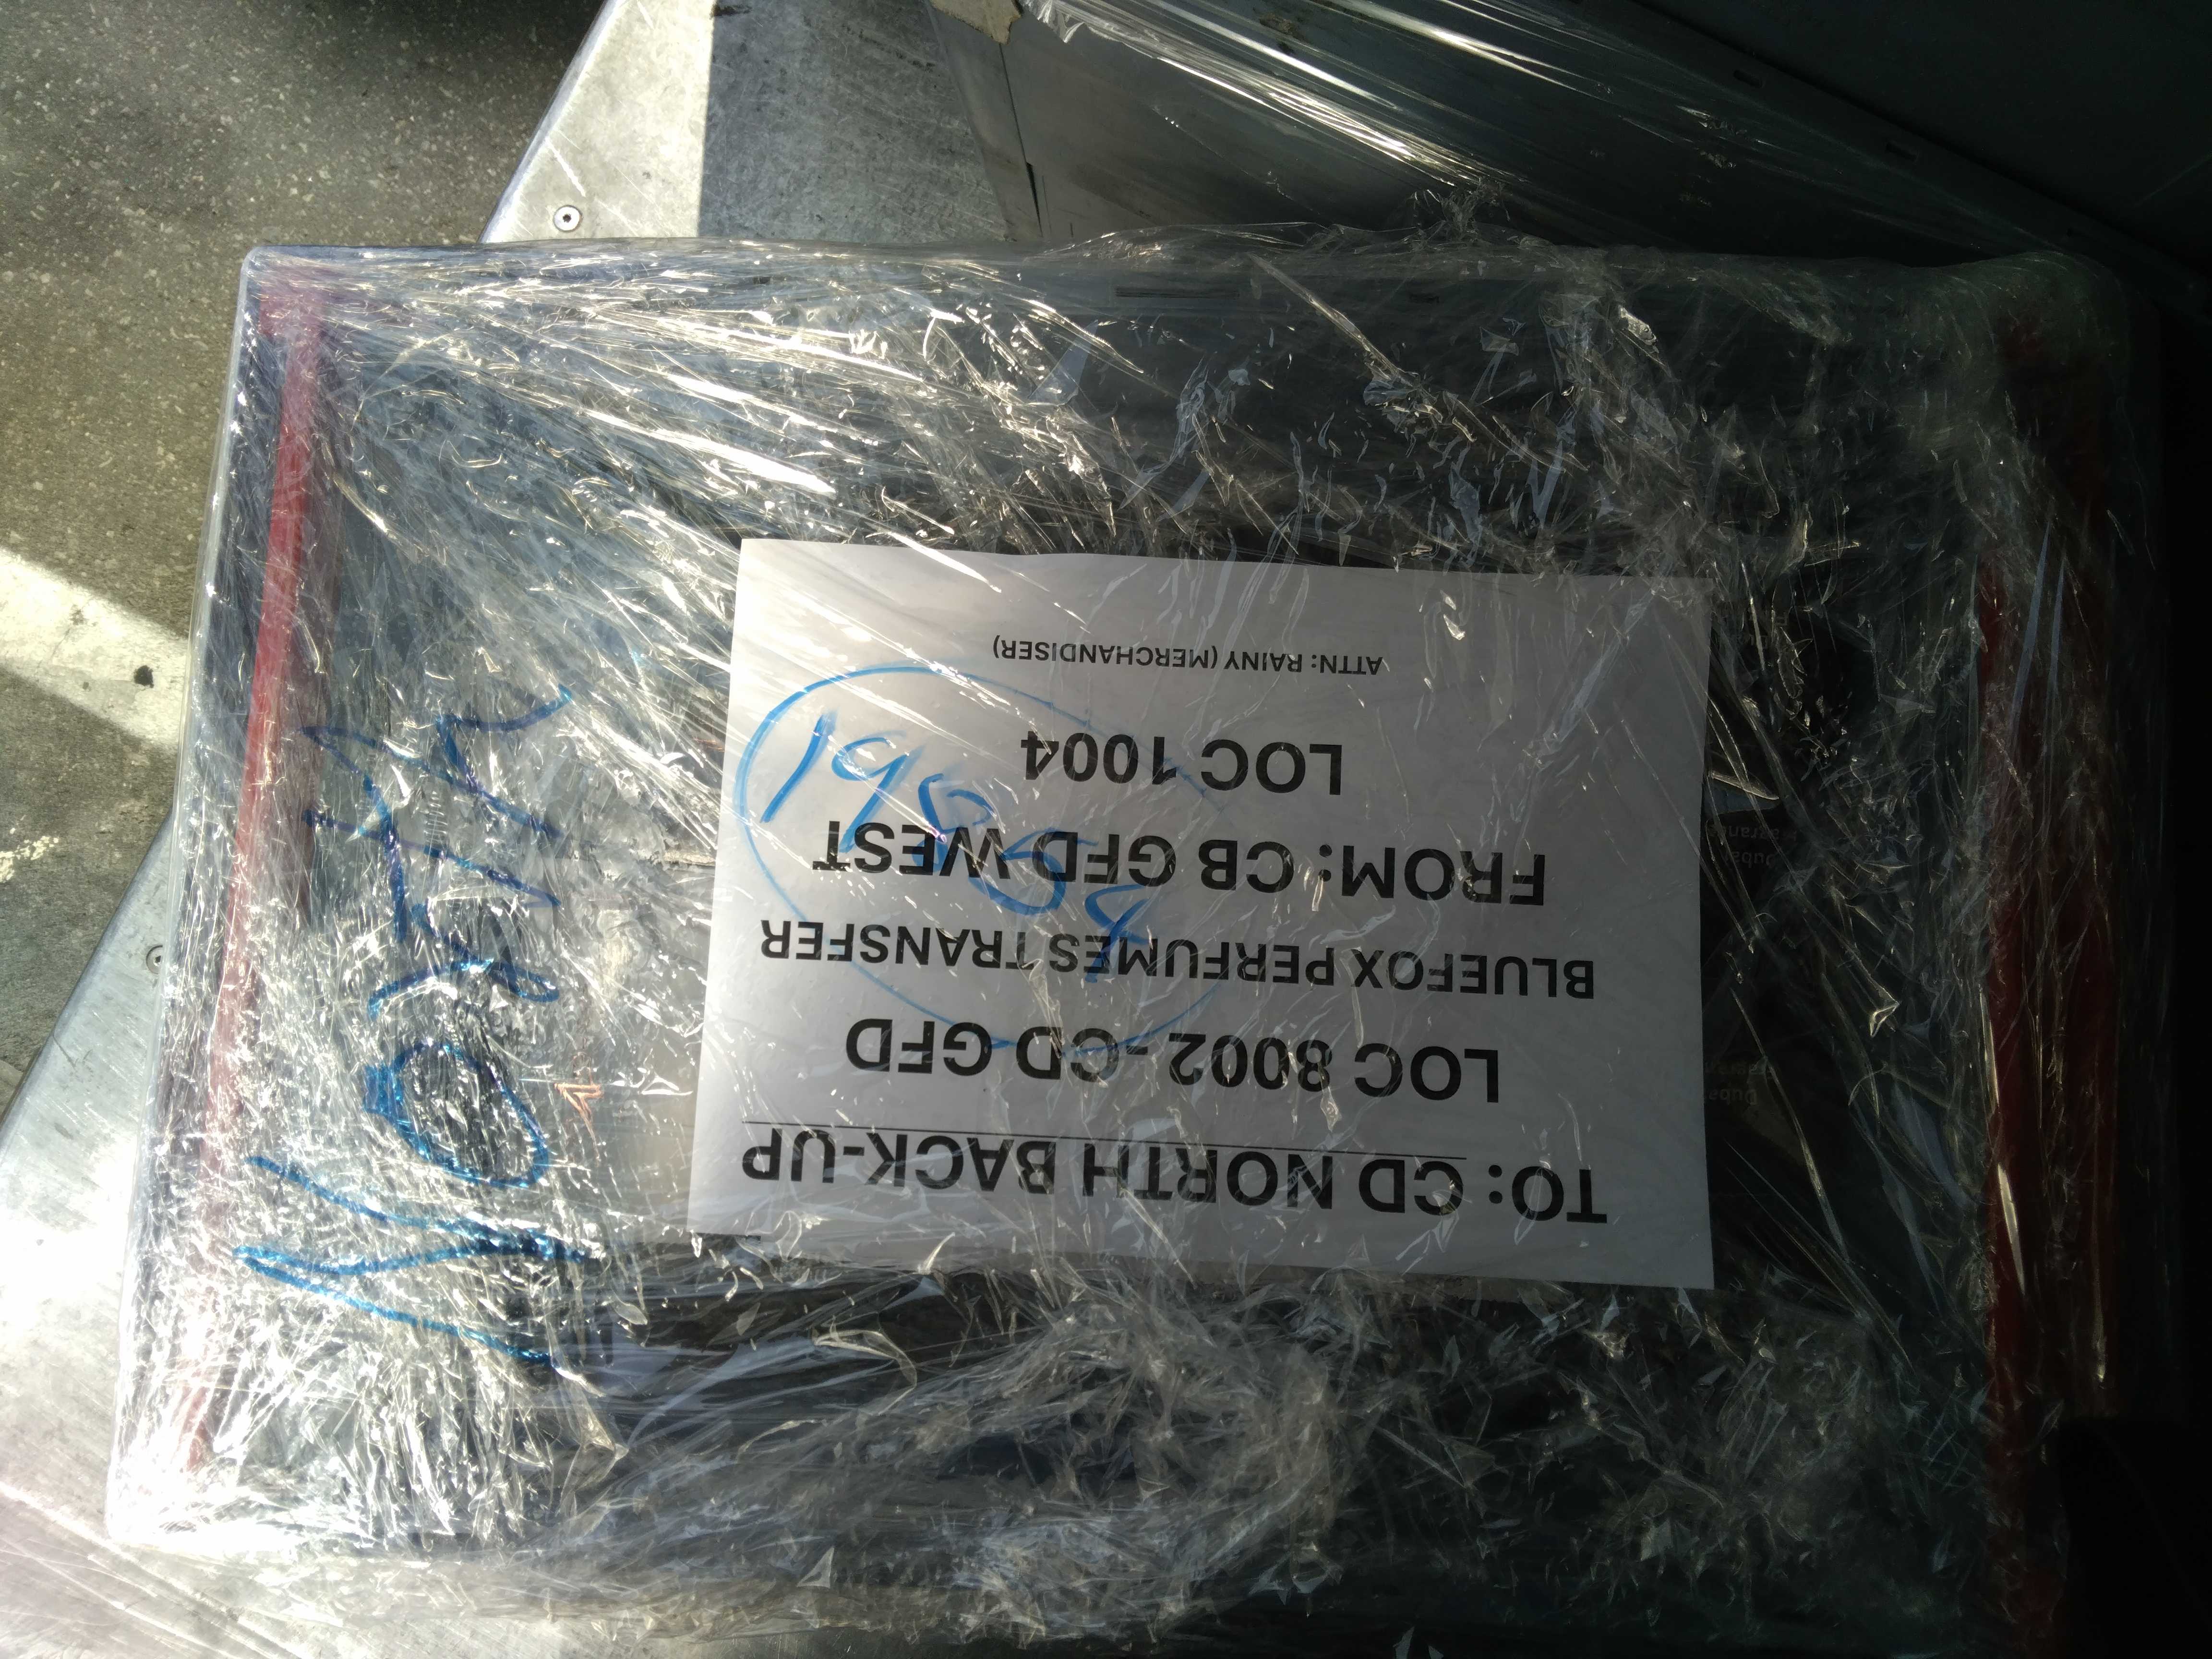 TO: CD NORTH BACK-UP
LOC 8002 - CD GFD
BLUEFOX PERFUMES TRANSFER
FROM: CB GFD WEST
LOC 1004
ATTN: RAINY (MERCHANDISER)
North